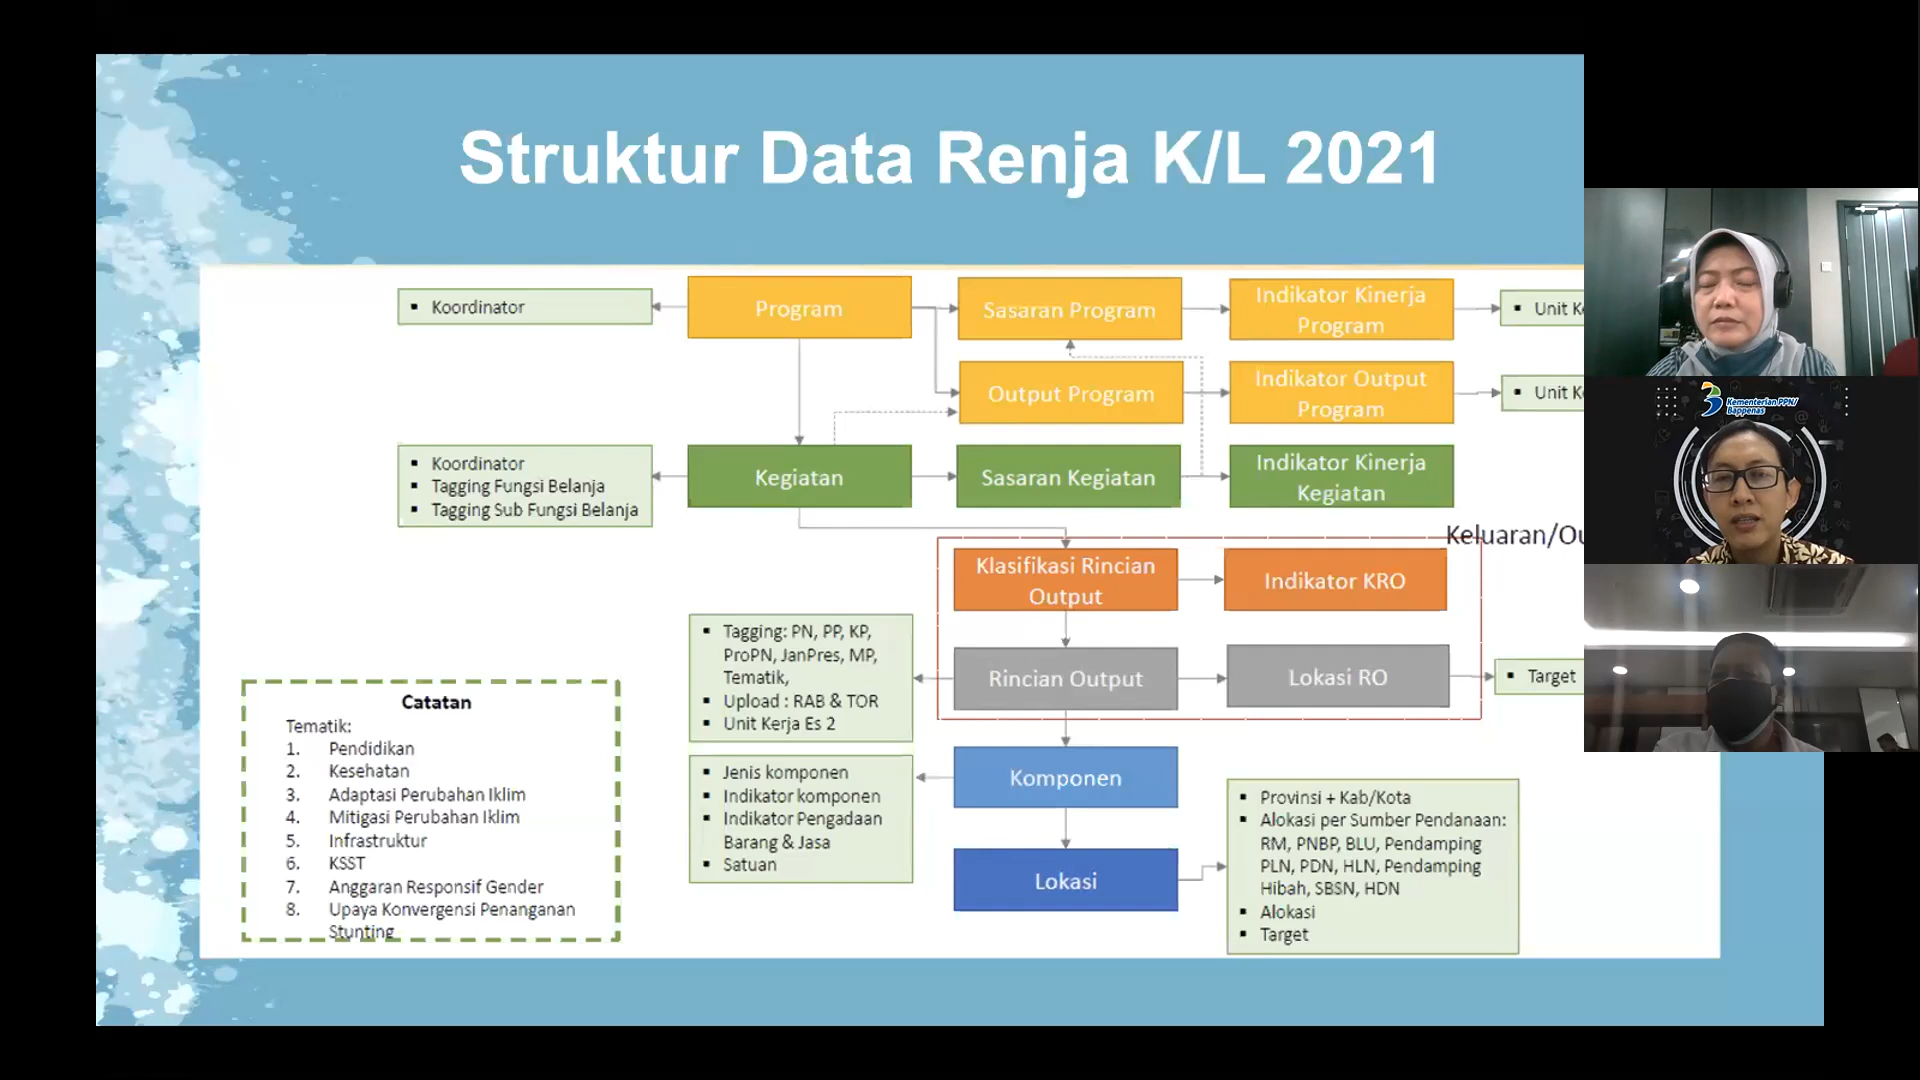 Struktur Data Renja K/L 2021
▪ Koordinator
Program
Sasaran Program
Indikator Kinerja
Program
▪ Unit
Output Program
Indikator Output
Program
▪ Unit
▪ Koordinator
▪ Tagging Fungsi Belanja
▪ Tagging Sub Fungsi Belanja
Kegiatan
Sasaran Kegiatan
Indikator Kinerja
Kegiatan
Klasifikasi Rincian
Output
Indikator KRO
▪ Tagging: PN, PP, KP,
ProPN, JanPres, MP,
Tematik,
▪ Upload : RAB & TOR
▪ Unit Kerja Es 2
Rincian Output
Lokasi RO
▪ Target
▪ Jenis komponen
▪ Indikator komponen
▪ Indikator Pengadaan
Barang & Jasa
▪ Satuan
Komponen
Lokasi
▪ Provinsi + Kab/Kota
▪ Alokasi per Sumber Pendanaan:
RM, PNBP, BLU, Pendamping
PLN, PDN, HLN, Pendamping
Hibah, SBSN, HDN
▪ Alokasi
▪ Target
Catatan
Tematik:
1. Pendidikan
2. Kesehatan
3. Adaptasi Perubahan Iklim
4. Mitigasi Perubahan Iklim
5. Infrastruktur
6. KSST
7. Anggaran Responsif Gender
8. Upaya Konvergensi Penanganan
Stunting
Kementerian PPN/
Bappenas